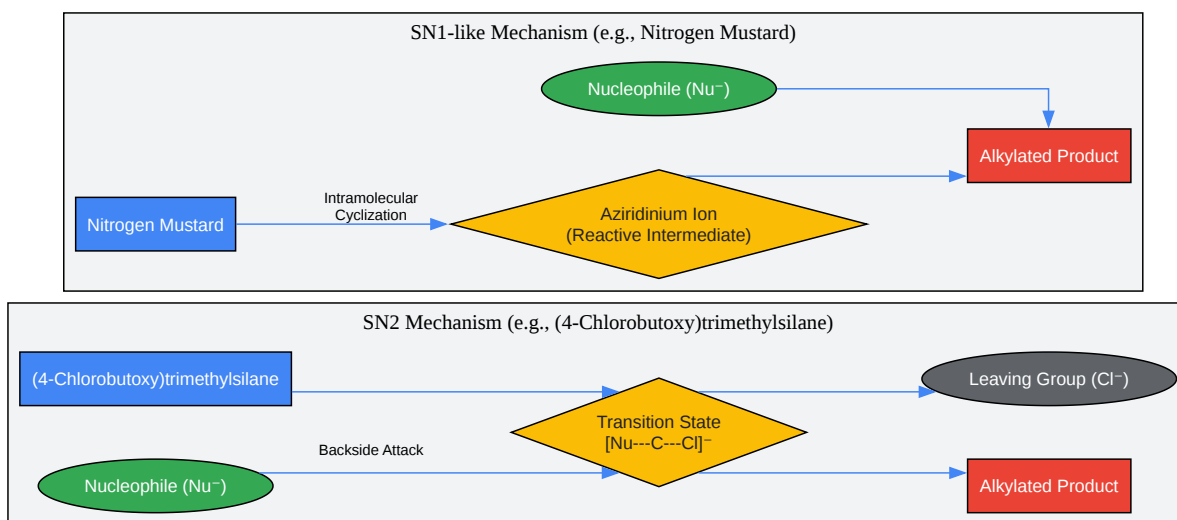 SN1-like Mechanism (e.g., Nitrogen Mustard)
Nucleophile (Nu⁻)
Alkylated Product
Intramolecular
Cyclization
Nitrogen Mustard
Aziridinium Ion
(Reactive Intermediate)
SN2 Mechanism (e.g., (4-Chlorobutoxy)trimethylsilane)
(4-Chlorobutoxy)trimethylsilane
Leaving Group (Cl⁻)
Transition State
[Nu---C---Cl]⁻
Backside Attack
Nucleophile (Nu⁻)
Alkylated Product